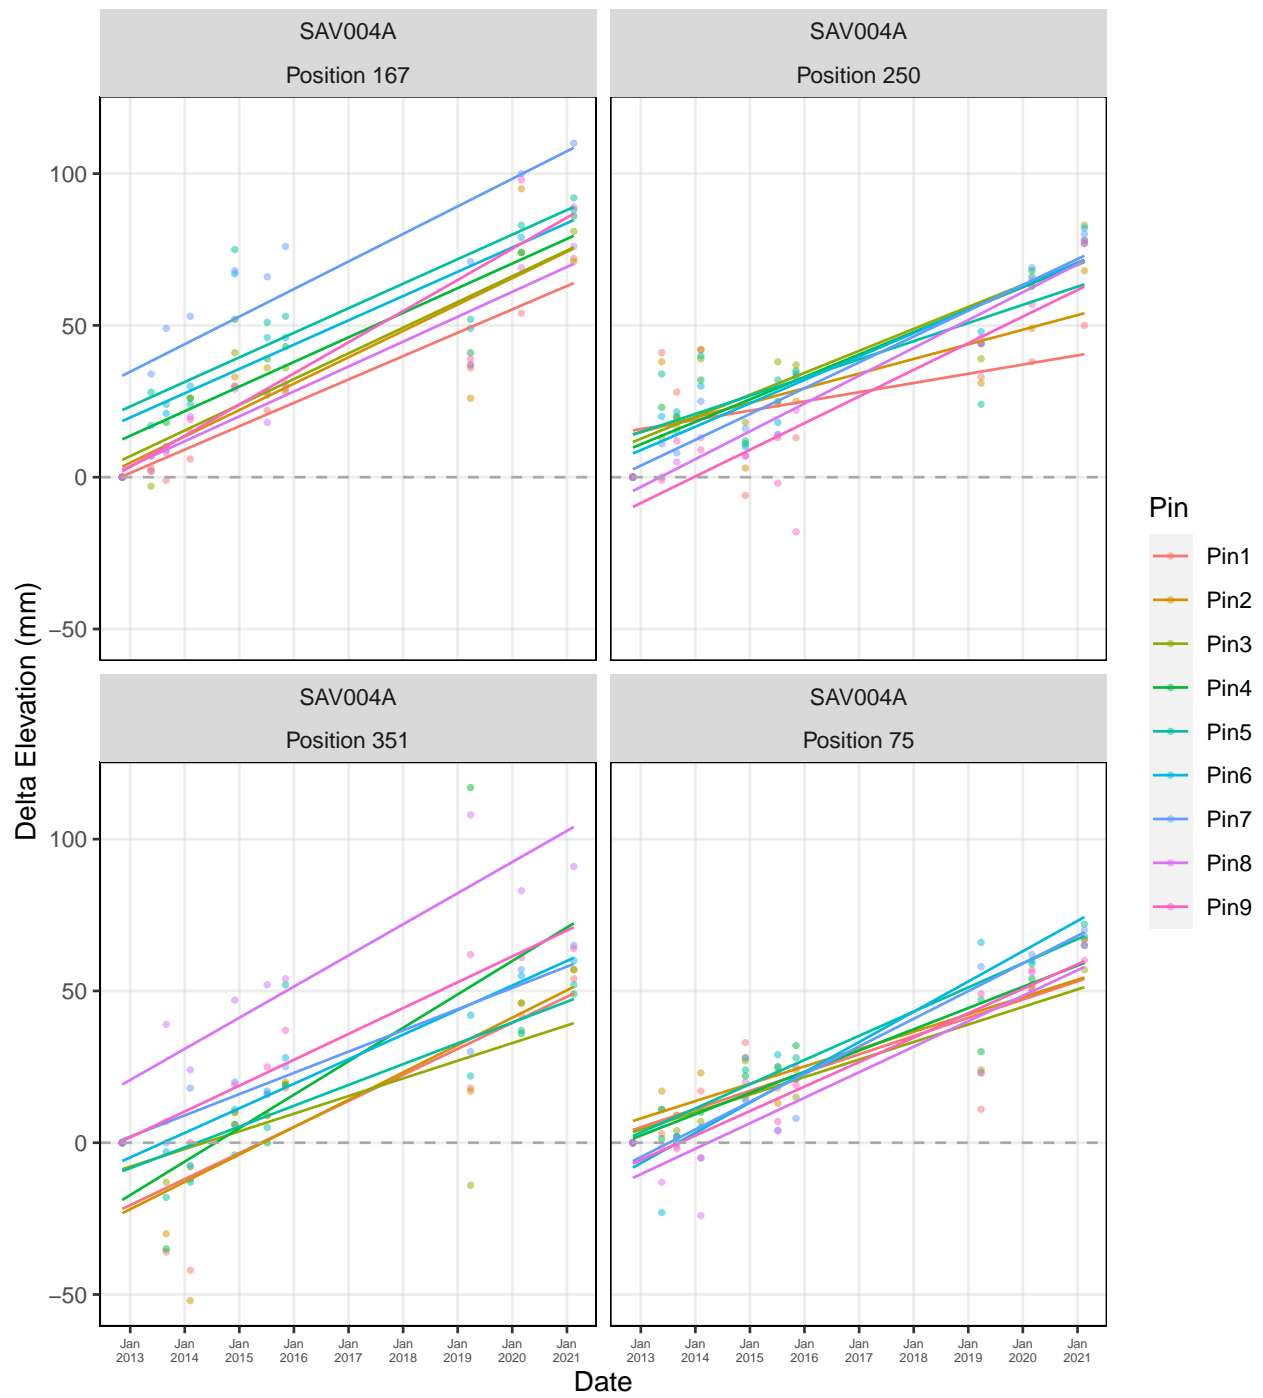 SAV004A
SAV004A
Position 167
Position 250
100
50
0
−50
SAV004A
SAV004A
Position 351
Position 75
100
50
0
−50
Jan Jan Jan Jan Jan Jan Jan Jan Jan
2013 2014 2015 2016 2017 2018 2019 2020 2021
Jan Jan Jan Jan Jan Jan Jan Jan Jan
2013 2014 2015 2016 2017 2018 2019 2020 2021
Date
Delta Elevation (mm)
Pin
Pin1
Pin2
Pin3
Pin4
Pin5
Pin6
Pin7
Pin8
Pin9